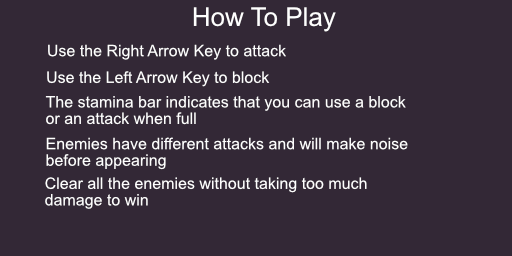 How To Play
Use the Right Arrow Key to attack
Use the Left Arrow Key to block
The stamina bar indicates that you can use a block
or an attack when full
Enemies have different attacks and will make noise
before appearing
Clear all the enemies without taking too much
damage to win